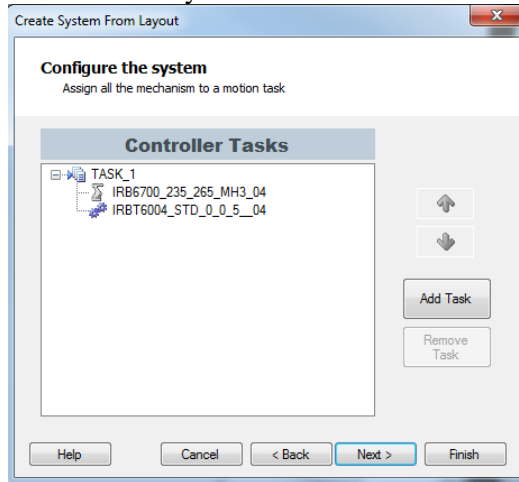 Create System From Layout
Configure the system
Assign all the mechanism to a motion task
Controller Tasks
TASK_1
IRB6700_235_265_MH3_04
IRBT6004_STD_0_0_5__04
Add Task
Remove
Task
Help
Cancel
< Back
Next >
Finish